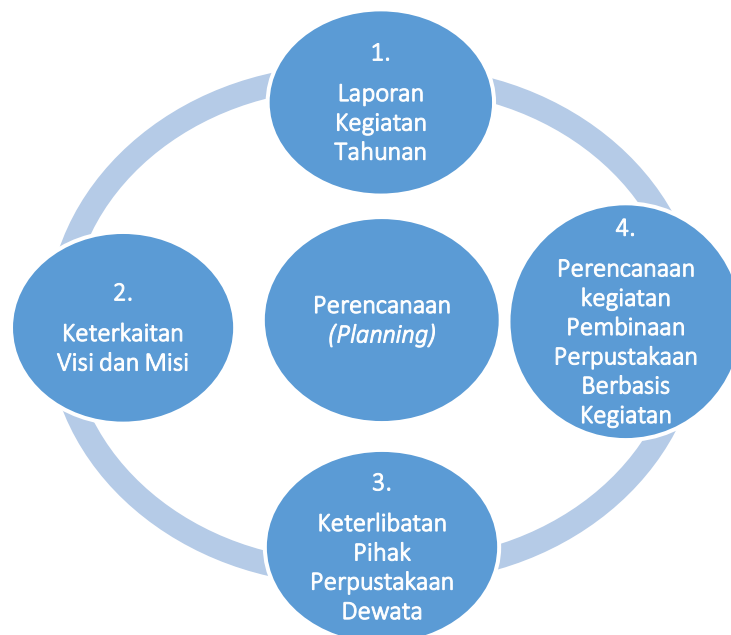 1.
Laporan
Kegiatan
Tahunan
2.
Keterkaitan
Visi dan Misi
Perencanaan
(Planning)
4.
Perencanaan
kegiatan
Pembinaan
Perpustakaan
Berbasis
Kegiatan
3.
Keterlibatan
Pihak
Perpustakaan
Dewata